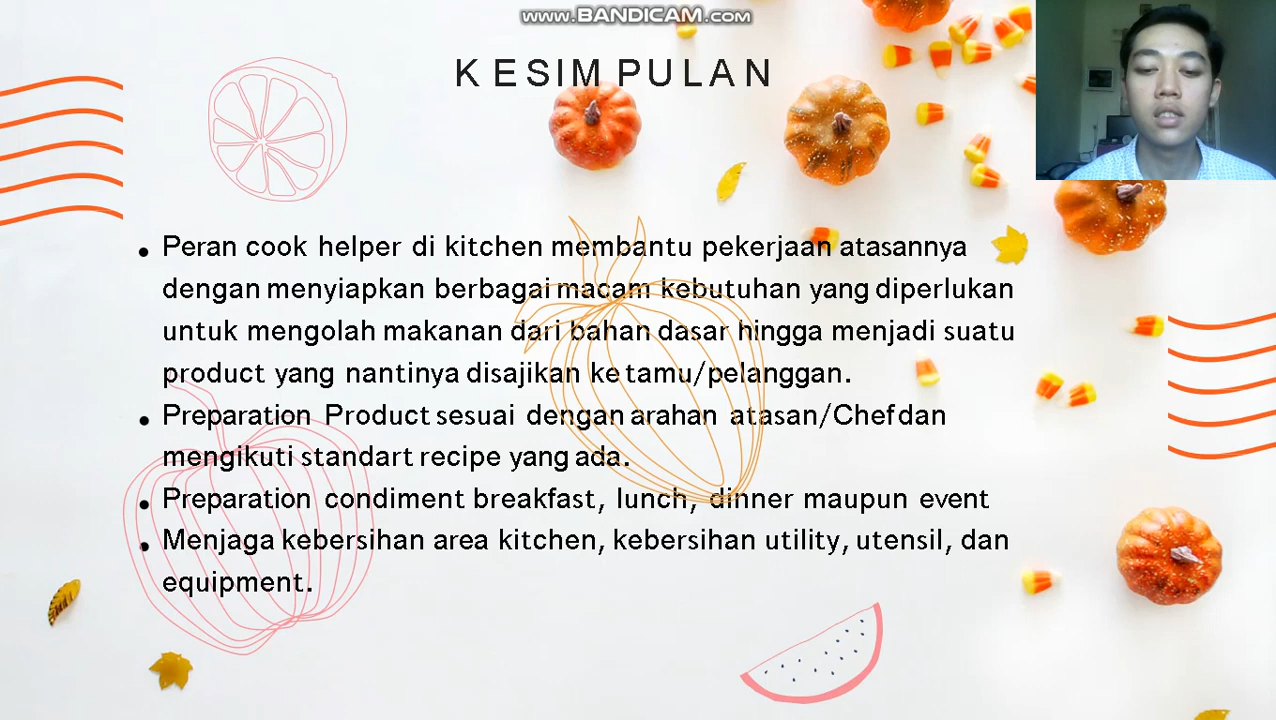 www.BANDICAM.com
KESIMPULAN
• Peran cook helper di kitchen membantu pekerjaan atasannya
dengan menyiapkan berbagai macam kebutuhan yang diperlukan
untuk mengolah makanan dari bahan dasar hingga menjadi suatu
product yang nantinya disajikan ke tamu/pelanggan.
• Preparation Product sesuai dengan arahan atasan/Chef dan
mengikuti standart recipe yang ada.
• Preparation condiment breakfast, lunch, dinner maupun event
• Menjaga kebersihan area kitchen, kebersihan utility, utensil, dan
equipment.